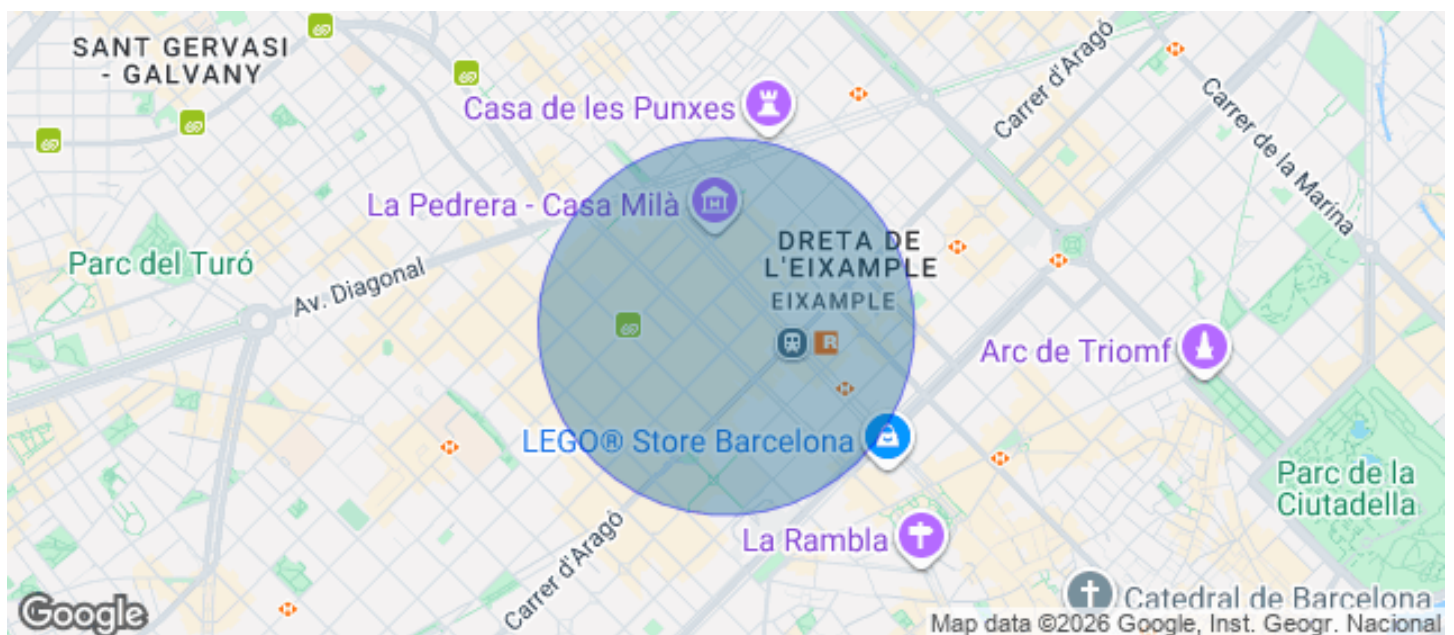 SANT GERVASI
- GALVANY
Casa de les Punxes
Carrer d'Aragó
Carrer de la Marina
La Pedrera - Casa Milà
DRETA DE
L'EIXAMPLE
EIXAMPLE
Parc del Turó
Av. Diagonal
R
Arc de Triomf
LEGO® Store Barcelona
Parc de la
Ciutadella
Carrer d'Aragó
La Rambla
Catedral de Barcelona
Google
Map data ©2026 Google, Inst. Geogr. Nacional